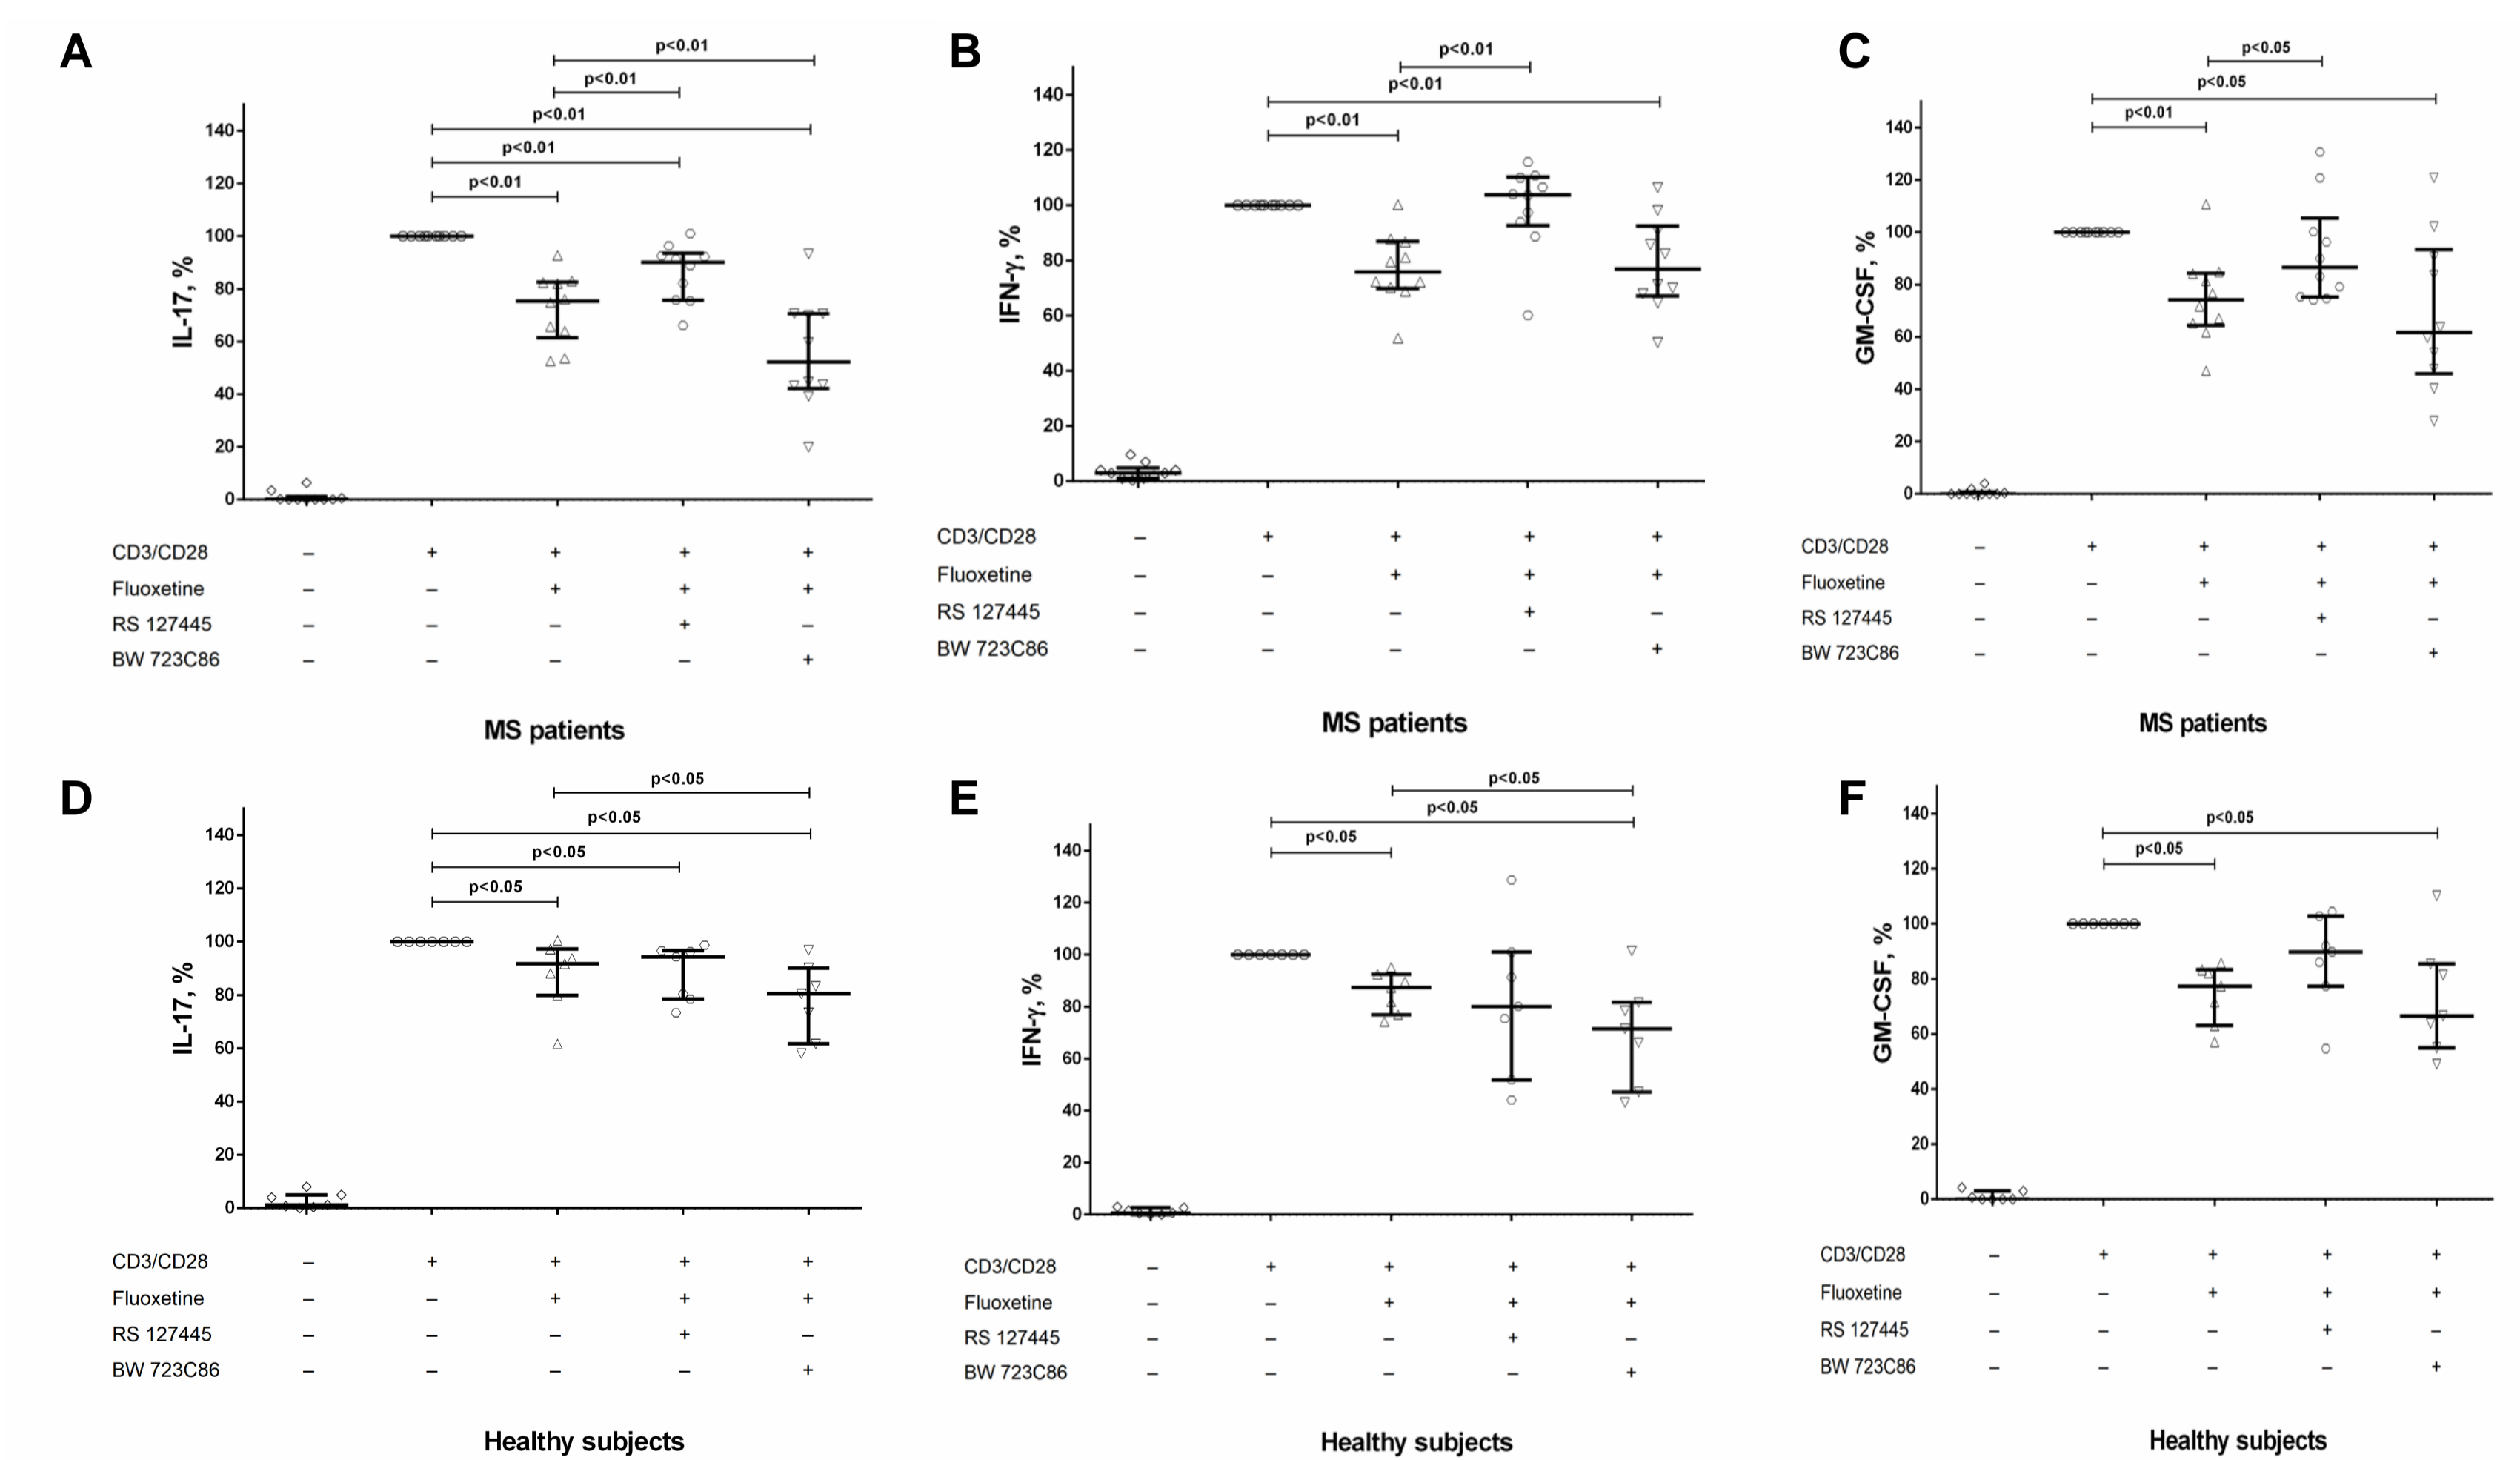 A
p<0.01
p<0.01
p<0.01
p<0.01
p<0.01
IL-17, %
140
120
100
80
60
40
20
0
CD3/CD28 – + + + +
Fluoxetine – – + + +
RS 127445 – – – + –
BW 723C86 – – – – +
MS patients
B
p<0.01
p<0.01
p<0.01
IFN-γ, %
140
120
100
80
60
40
20
0
CD3/CD28 – + + + +
Fluoxetine – – + + +
RS 127445 – – – + –
BW 723C86 – – – – +
MS patients
C
p<0.05
p<0.05
p<0.01
GM-CSF, %
140
120
100
80
60
40
20
0
CD3/CD28 – + + + +
Fluoxetine – – + + +
RS 127445 – – – + –
BW 723C86 – – – – +
MS patients
D
p<0.05
p<0.05
p<0.05
p<0.05
IL-17, %
140
120
100
80
60
40
20
0
CD3/CD28 – + + + +
Fluoxetine – – + + +
RS 127445 – – – + –
BW 723C86 – – – – +
Healthy subjects
E
p<0.05
p<0.05
p<0.05
IFN-γ, %
140
120
100
80
60
40
20
0
CD3/CD28 – + + + +
Fluoxetine – – + + +
RS 127445 – – – + –
BW 723C86 – – – – +
Healthy subjects
F
p<0.05
p<0.05
GM-CSF, %
140
120
100
80
60
40
20
0
CD3/CD28 – + + + +
Fluoxetine – – + + +
RS 127445 – – – + –
BW 723C86 – – – – +
Healthy subjects